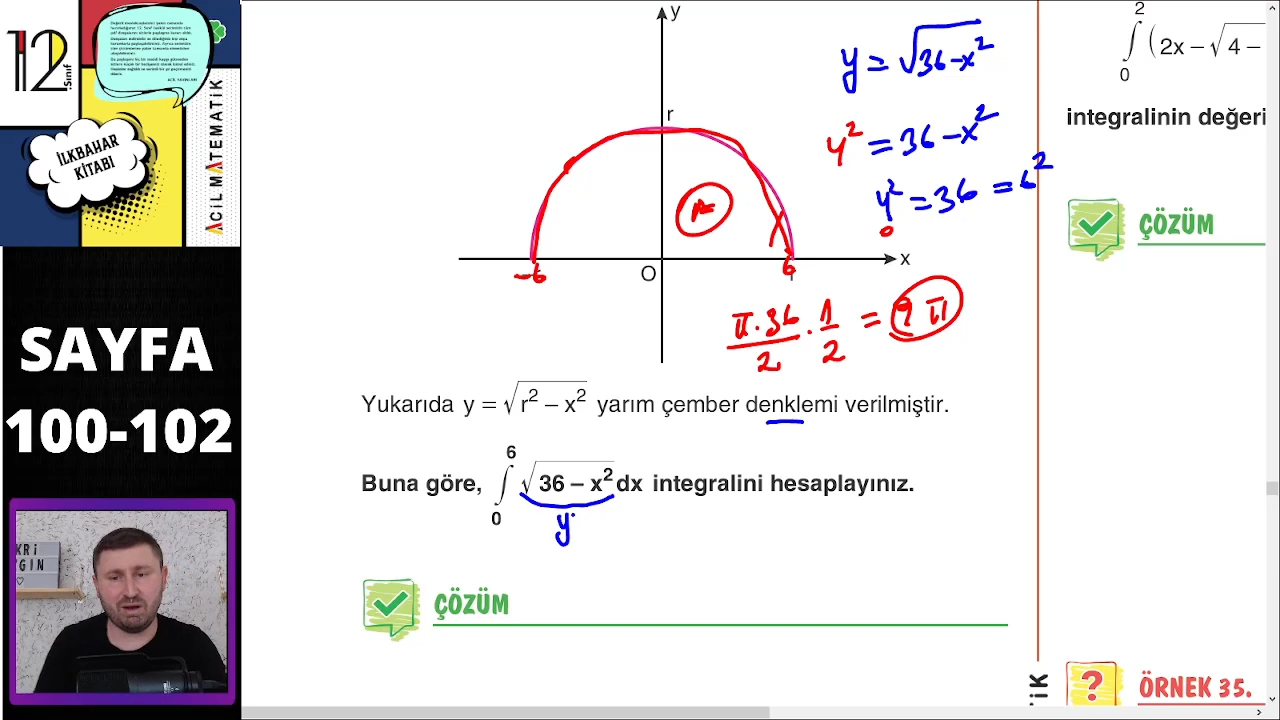 12
.Sınıf
İLKBAHAR
KİTABI
ACİL MATEMATİK
SAYFA
100-102
y
r
O
x
-6
6
A
y = √36-x²
y² = 36-x²
y² = 36 = 6²
0
π.36/2 . 1/2 = 9π
Yukarıda y = √r² – x² yarım çember denklemi verilmiştir.
Buna göre, ∫₀⁶ √36 – x² dx integralini hesaplayınız.
y
ÇÖZÜM
∫₀² (2x – √4 –
integralinin değeri
ÇÖZÜM
? ÖRNEK 35.